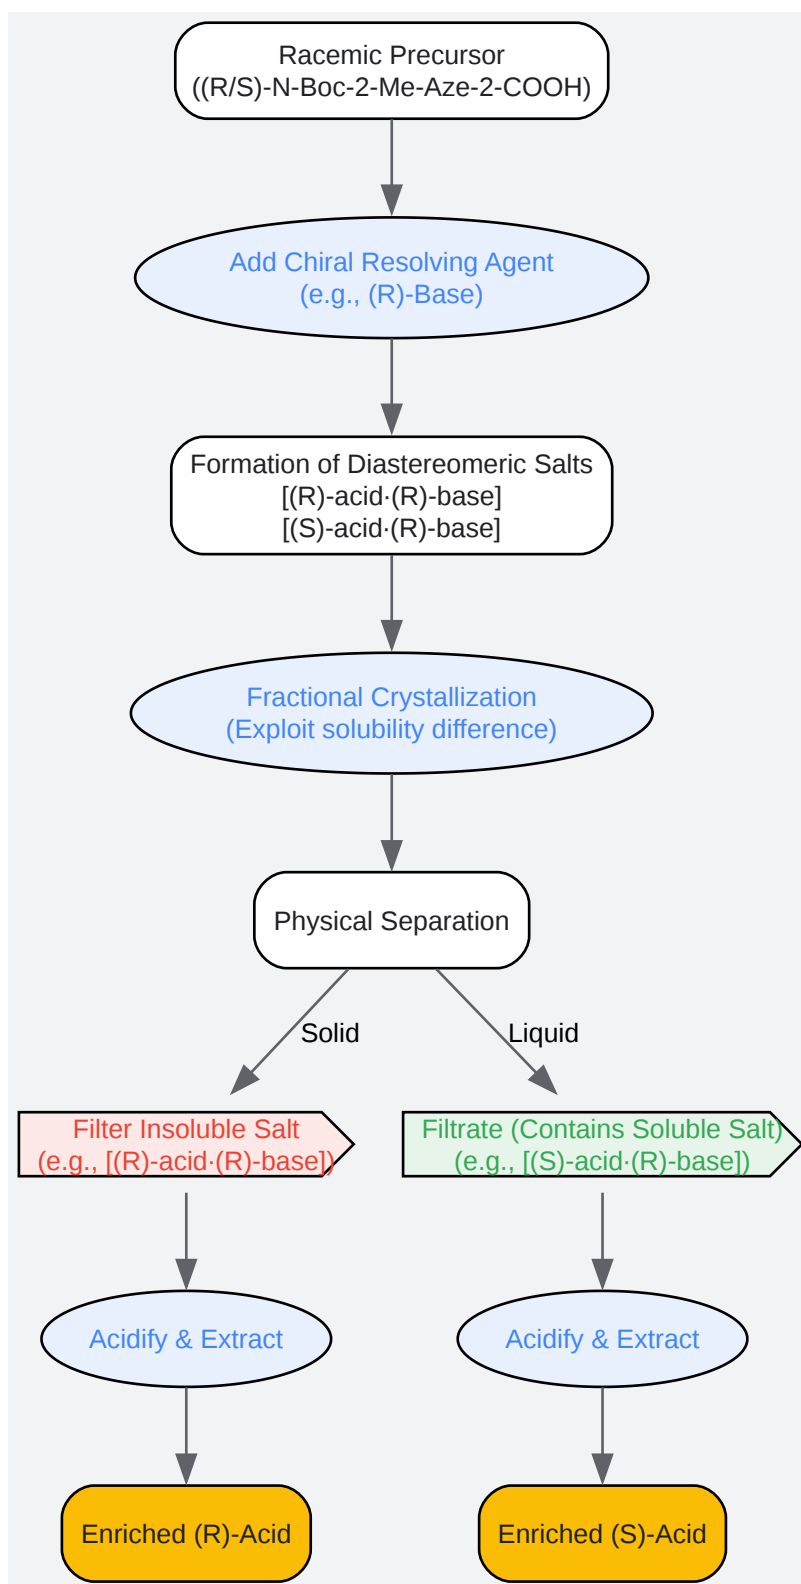 Racemic Precursor
((R/S)-N-Boc-2-Me-Aze-2-COOH)
Add Chiral Resolving Agent
(e.g., (R)-Base)
Formation of Diastereomeric Salts
[(R)-acid·(R)-base]
[(S)-acid·(R)-base]
Fractional Crystallization
(Exploit solubility difference)
Physical Separation
Solid
Liquid
Filter Insoluble Salt
(e.g., [(R)-acid·(R)-base])
Filtrate (Contains Soluble Salt)
(e.g., [(S)-acid·(R)-base])
Acidify & Extract
Acidify & Extract
Enriched (R)-Acid
Enriched (S)-Acid